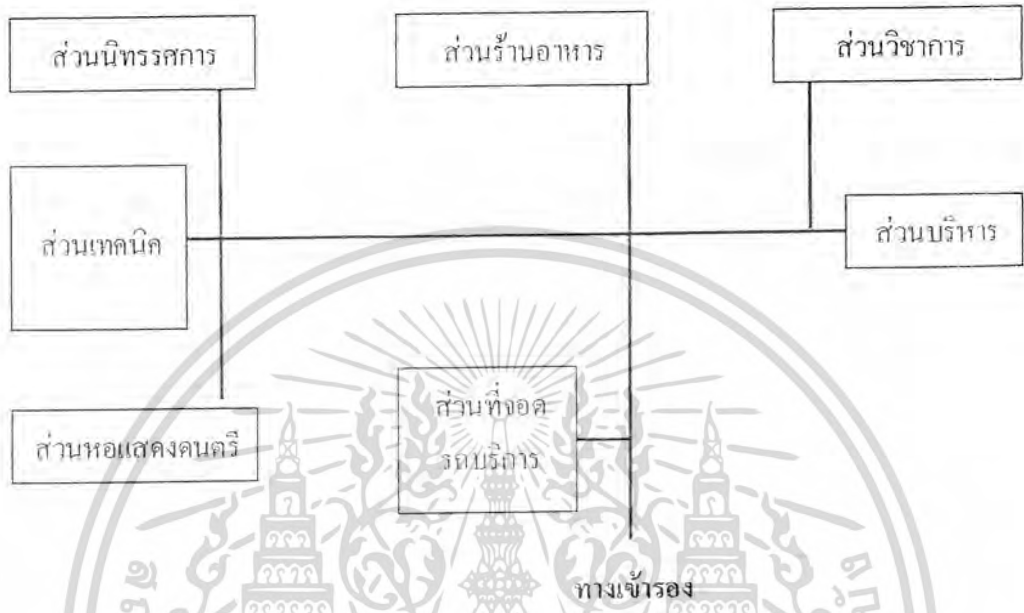 ส่วนนิทรรศการ
ส่วนร้านอาหาร
ส่วนวิชาการ
ส่วนเทคนิค
ส่วนบริหาร
ส่วนที่จอด
รถบริการ
ส่วนหอแสดงดนตรี
ทางเข้ารอง